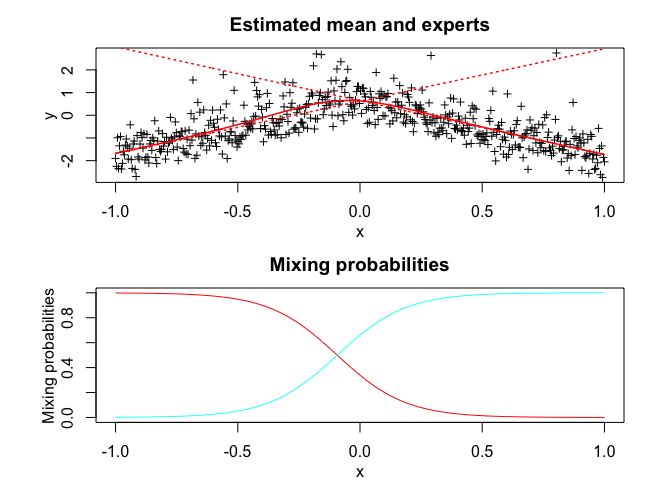 Estimated mean and experts
y
2
1
0
-2
-1.0 -0.5 0.0 0.5 1.0
x
Mixing probabilities
Mixing probabilities
0.8
0.4
0.0
-1.0 -0.5 0.0 0.5 1.0
x